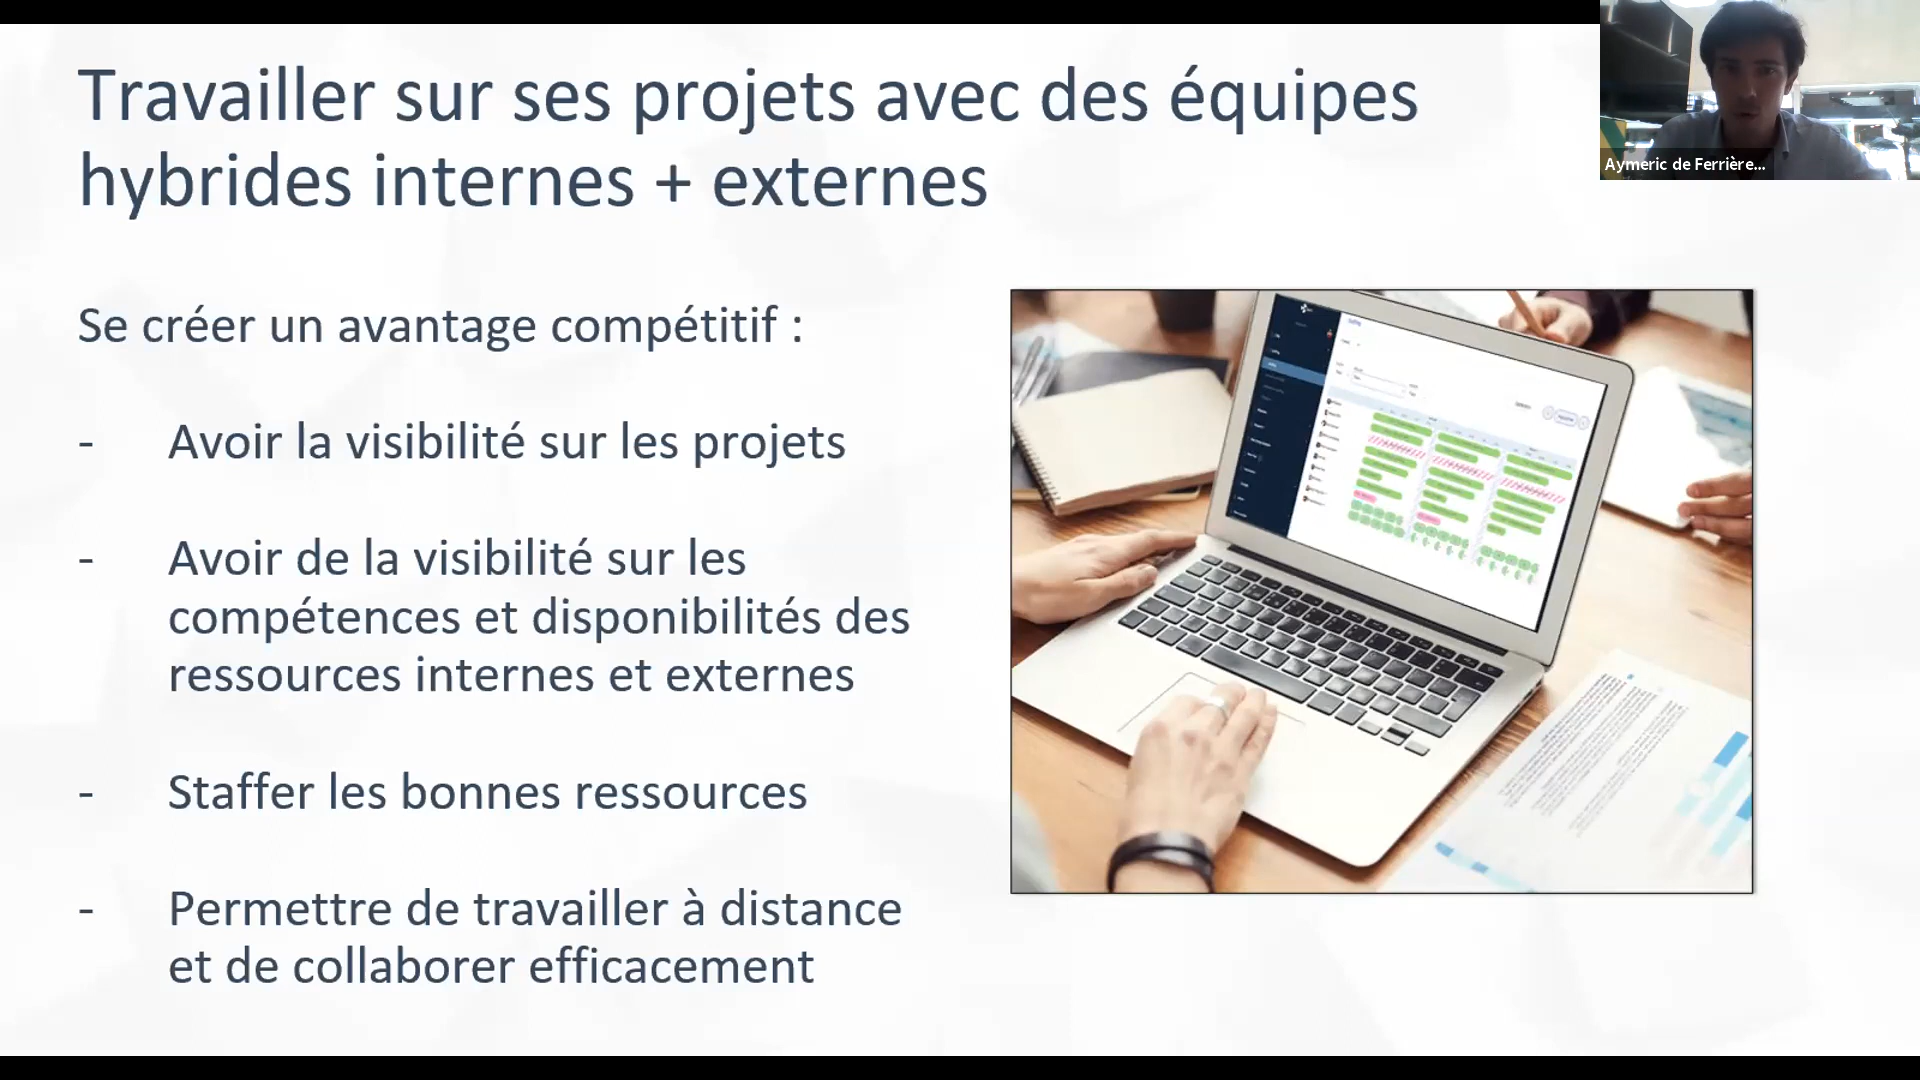 Travailler sur ses projets avec des équipes
hybrides internes + externes
Aymeric de Ferrière...
Se créer un avantage compétitif :
- Avoir la visibilité sur les projets
- Avoir de la visibilité sur les
compétences et disponibilités des
ressources internes et externes
- Staffer les bonnes ressources
- Permettre de travailler à distance
et de collaborer efficacement